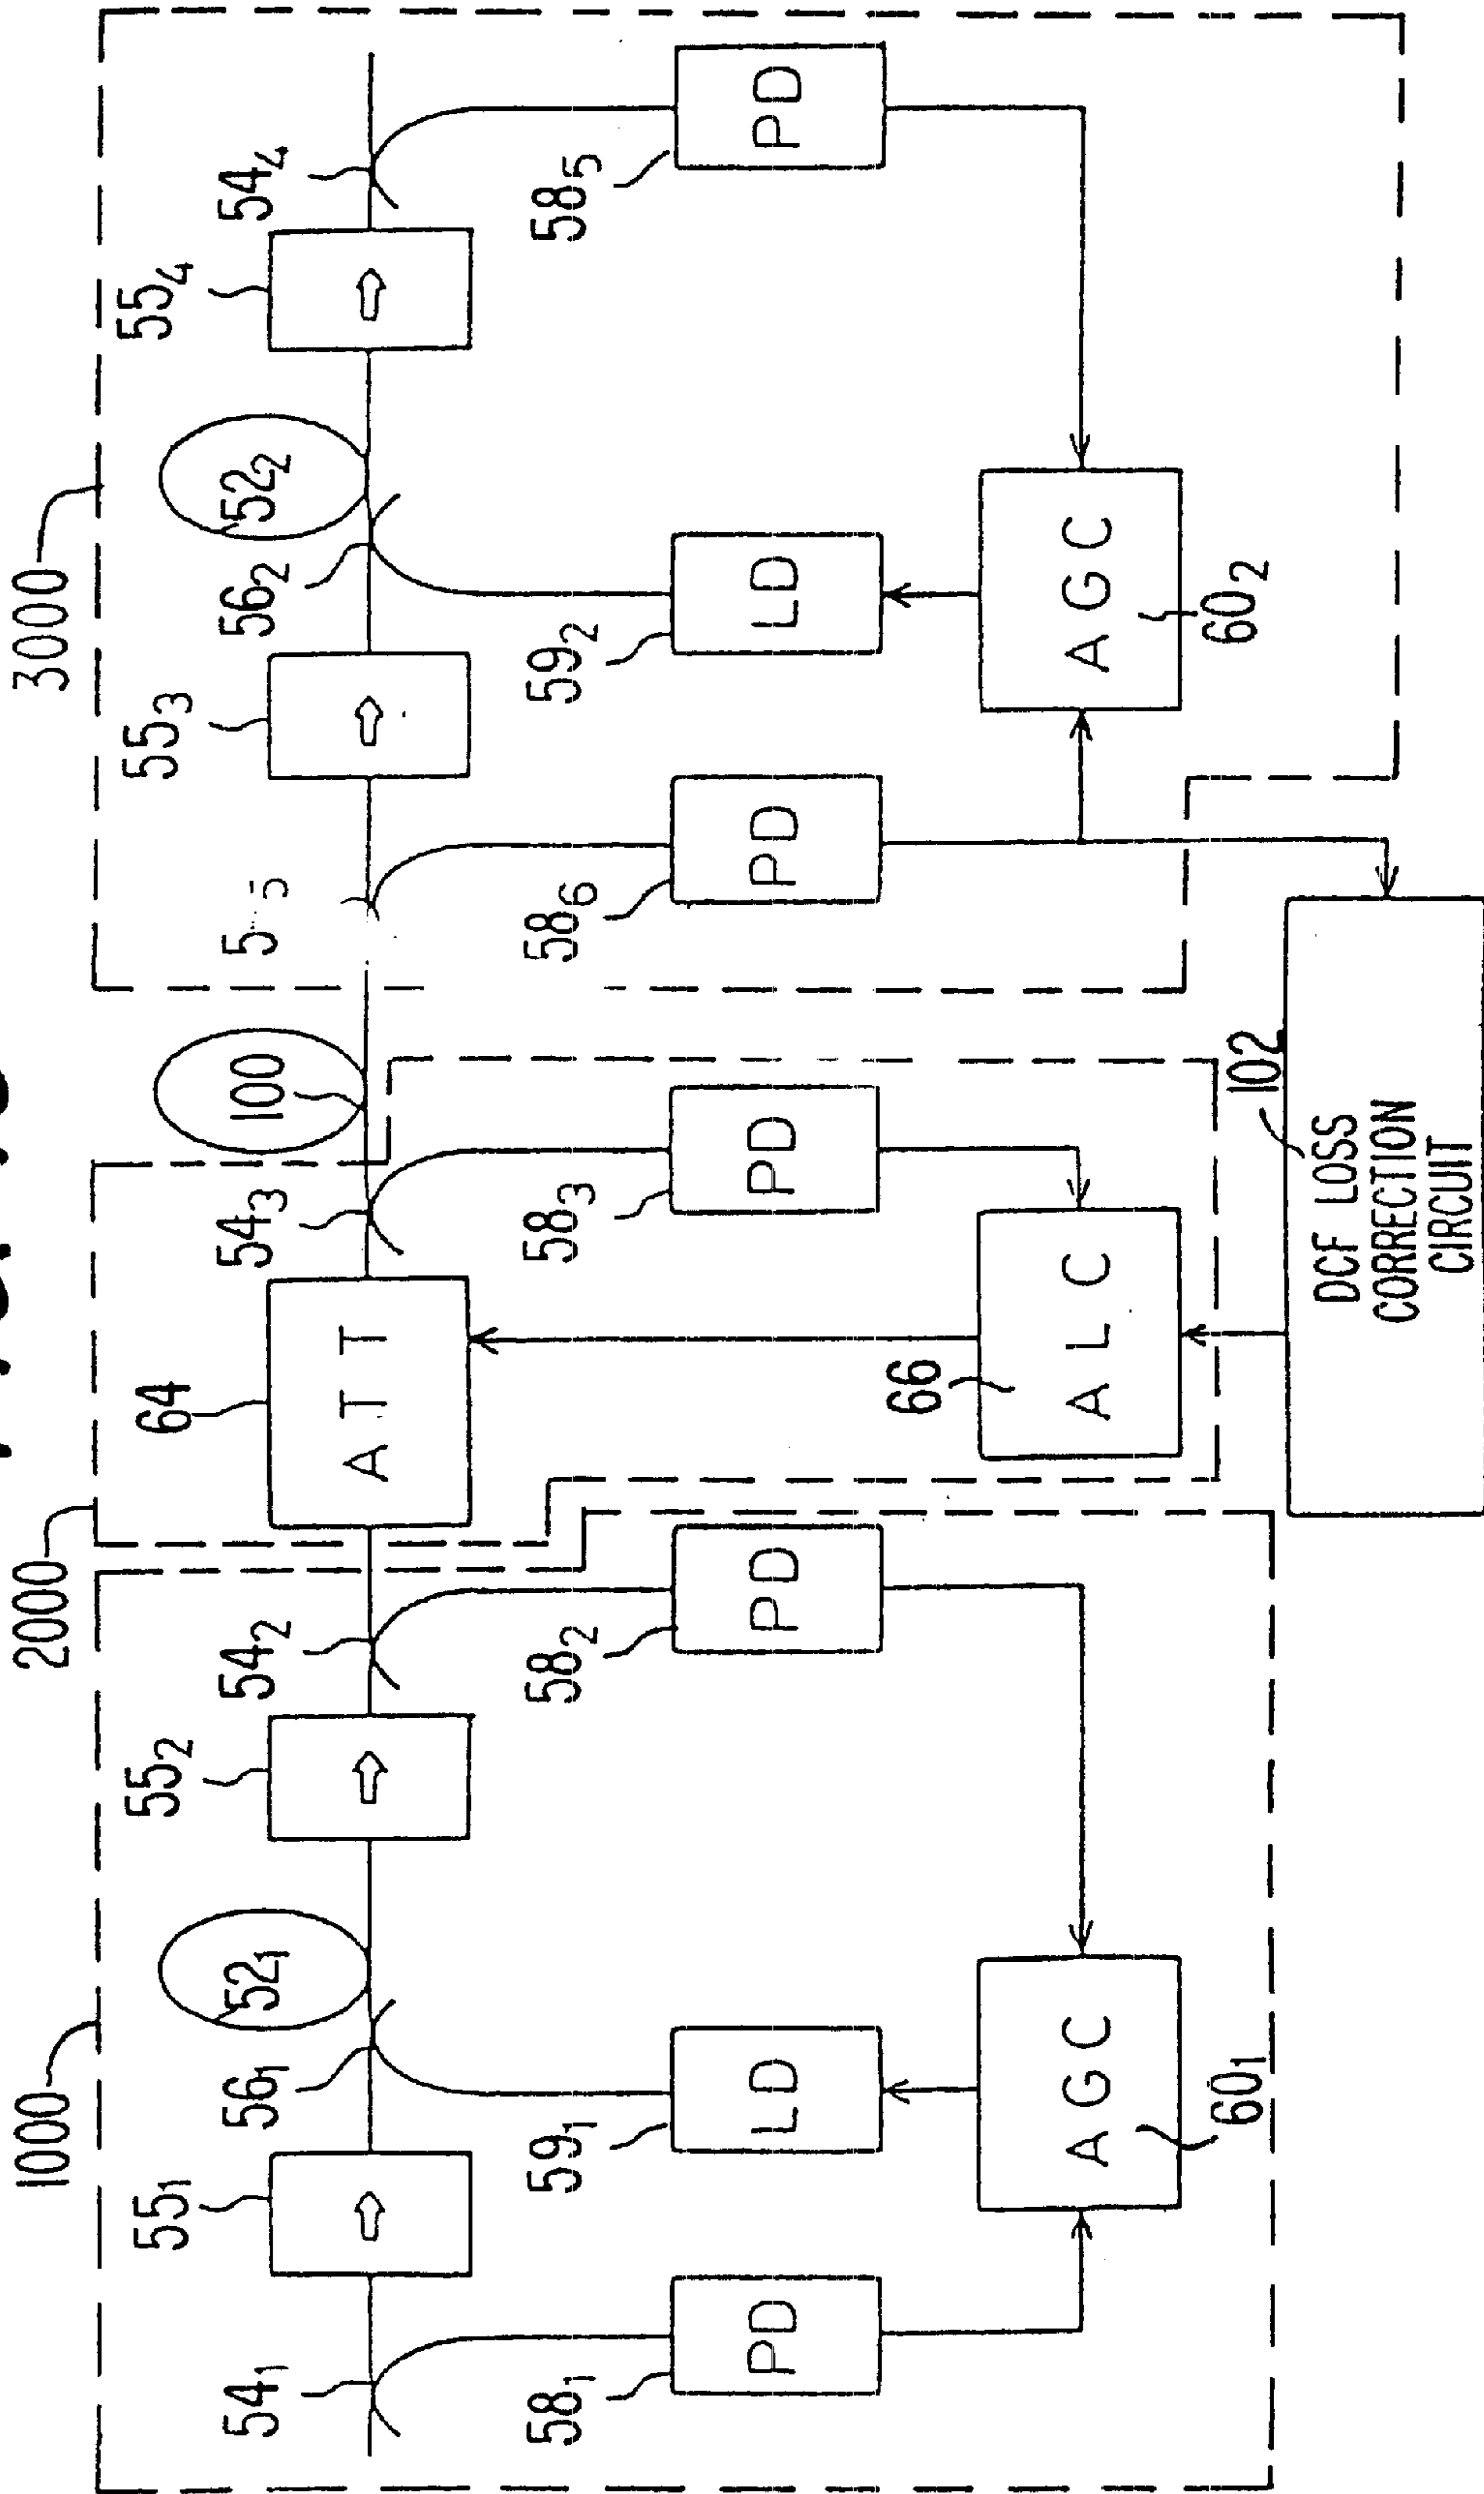 1000
2000
3000
55₁
55₂
64
55₃
55₄
54₁
56₁
52₁
54₂
54₃
100
56₂
52₂
54₄
ATT
58₁
59₁
58₂
58₃
58₆
59₂
58₅
PD
LD
PD
PD
PD
LD
PD
66
AGC
ALC
AGC
60₁
60₂
102
DCF LOSS
CORRECTION
CIRCUIT